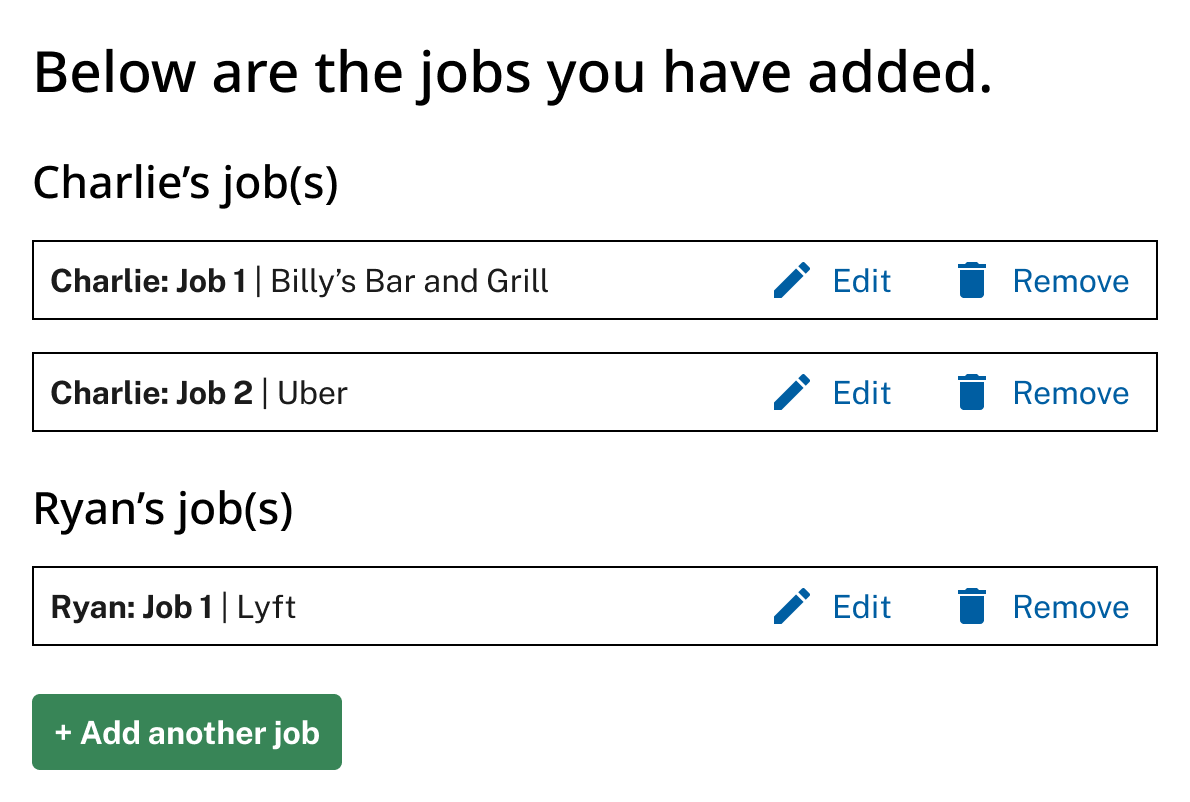 Below are the jobs you have added.
Charlie’s job(s)
Charlie: Job 1 | Billy’s Bar and Grill Edit Remove
Charlie: Job 2 | Uber Edit Remove
Ryan’s job(s)
Ryan: Job 1 | Lyft Edit Remove
+ Add another job